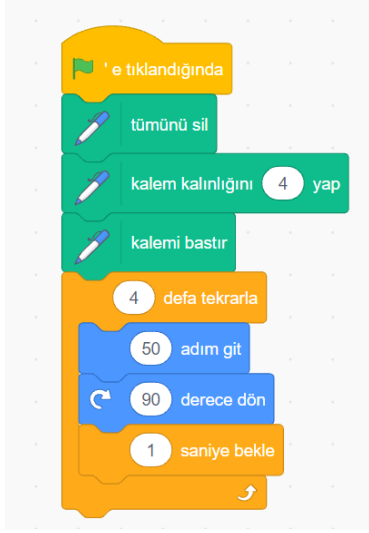 ' e tıklandığında
tümünü sil
kalem kalınlığını 4 yap
kalemi bastır
4 defa tekrarla
50 adım git
90 derece dön
1 saniye bekle